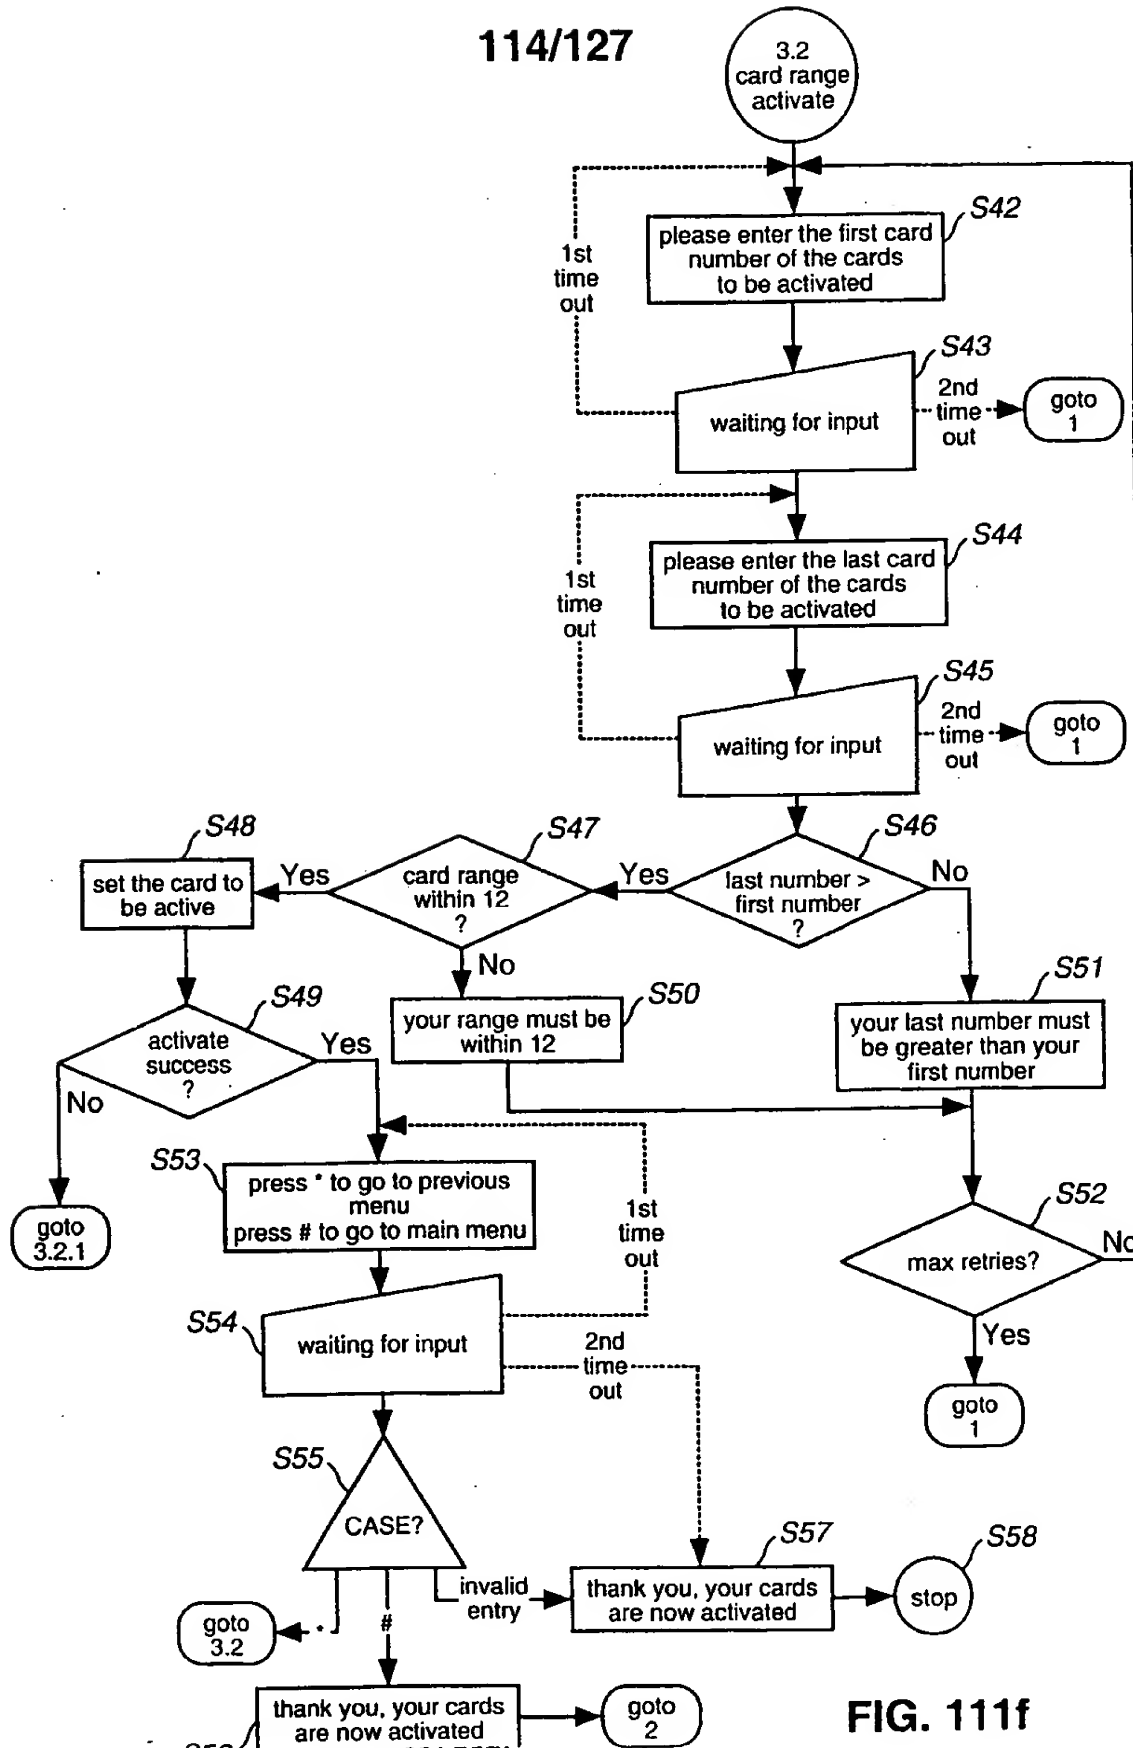 114/127
3.2
card range
activate
S42
please enter the first card
number of the cards
to be activated
1st
time
out
S43
waiting for input
2nd
time
out
goto
1
S44
please enter the last card
number of the cards
to be activated
1st
time
out
S45
waiting for input
2nd
time
out
goto
1
S48
set the card to
be active
Yes
S47
card range
within 12
?
Yes
S46
last number >
first number
?
No
No
S49
activate
success
?
Yes
No
S50
your range must be
within 12
S51
your last number must
be greater than your
first number
S53
press * to go to previous
menu
press # to go to main menu
1st
time
out
goto
3.2.1
S52
max retries?
No
Yes
S54
waiting for input
2nd
time
out
goto
1
S55
CASE?
invalid
entry
S57
thank you, your cards
are now activated
S58
stop
goto
3.2
*
#
thank you, your cards
are now activated
goto
2
FIG. 111f